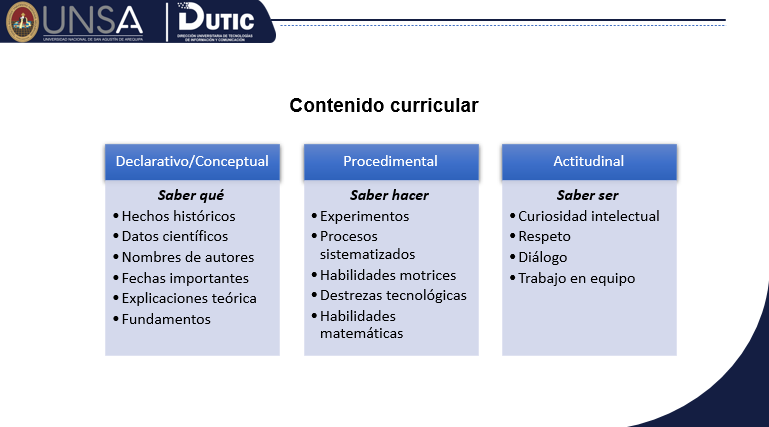 UNSA
UNIVERSIDAD NACIONAL DE SAN AGUSTÍN DE AREQUIPA
DUTIC
DIRECCIÓN UNIVERSITARIA DE TECNOLOGÍAS
DE INFORMACIÓN Y COMUNICACIÓN
Contenido curricular
Declarativo/Conceptual
Saber qué
• Hechos históricos
• Datos científicos
• Nombres de autores
• Fechas importantes
• Explicaciones teórica
• Fundamentos
Procedimental
Saber hacer
• Experimentos
• Procesos
sistematizados
• Habilidades motrices
• Destrezas tecnológicas
• Habilidades
matemáticas
Actitudinal
Saber ser
• Curiosidad intelectual
• Respeto
• Diálogo
• Trabajo en equipo